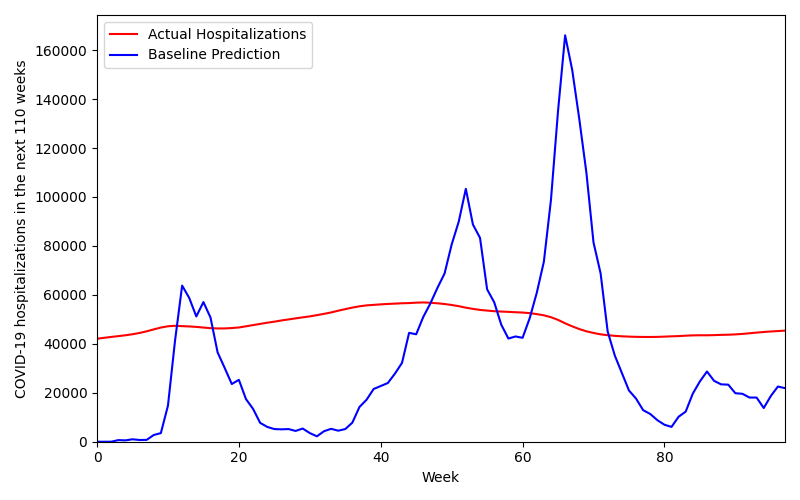 Actual Hospitalizations
Baseline Prediction
COVID-19 hospitalizations in the next 110 weeks
160000
140000
120000
100000
80000
60000
40000
20000
0
0 20 40 60 80
Week